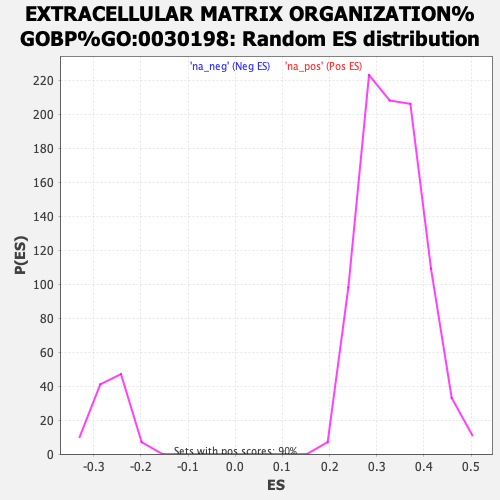 EXTRACELLULAR MATRIX ORGANIZATION%
GOBP%GO:0030198: Random ES distribution
'na_neg' (Neg ES) 'na_pos' (Pos ES)
220
200
180
160
140
120
100
80
60
40
20
0
P(ES)
Sets with pos scores: 90%
-0.3 -0.2 -0.1 0.0 0.1 0.2 0.3 0.4 0.5
ES